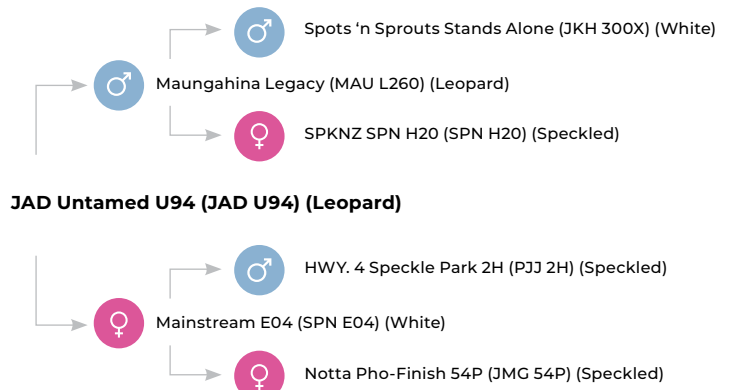 Spots ‘n Sprouts Stands Alone (JKH 300X) (White)
Maungahina Legacy (MAU L260) (Leopard)
SPKNZ SPN H20 (SPN H20) (Speckled)
JAD Untamed U94 (JAD U94) (Leopard)
HWY. 4 Speckle Park 2H (PJJ 2H) (Speckled)
Mainstream E04 (SPN E04) (White)
Notta Pho-Finish 54P (JMG 54P) (Speckled)